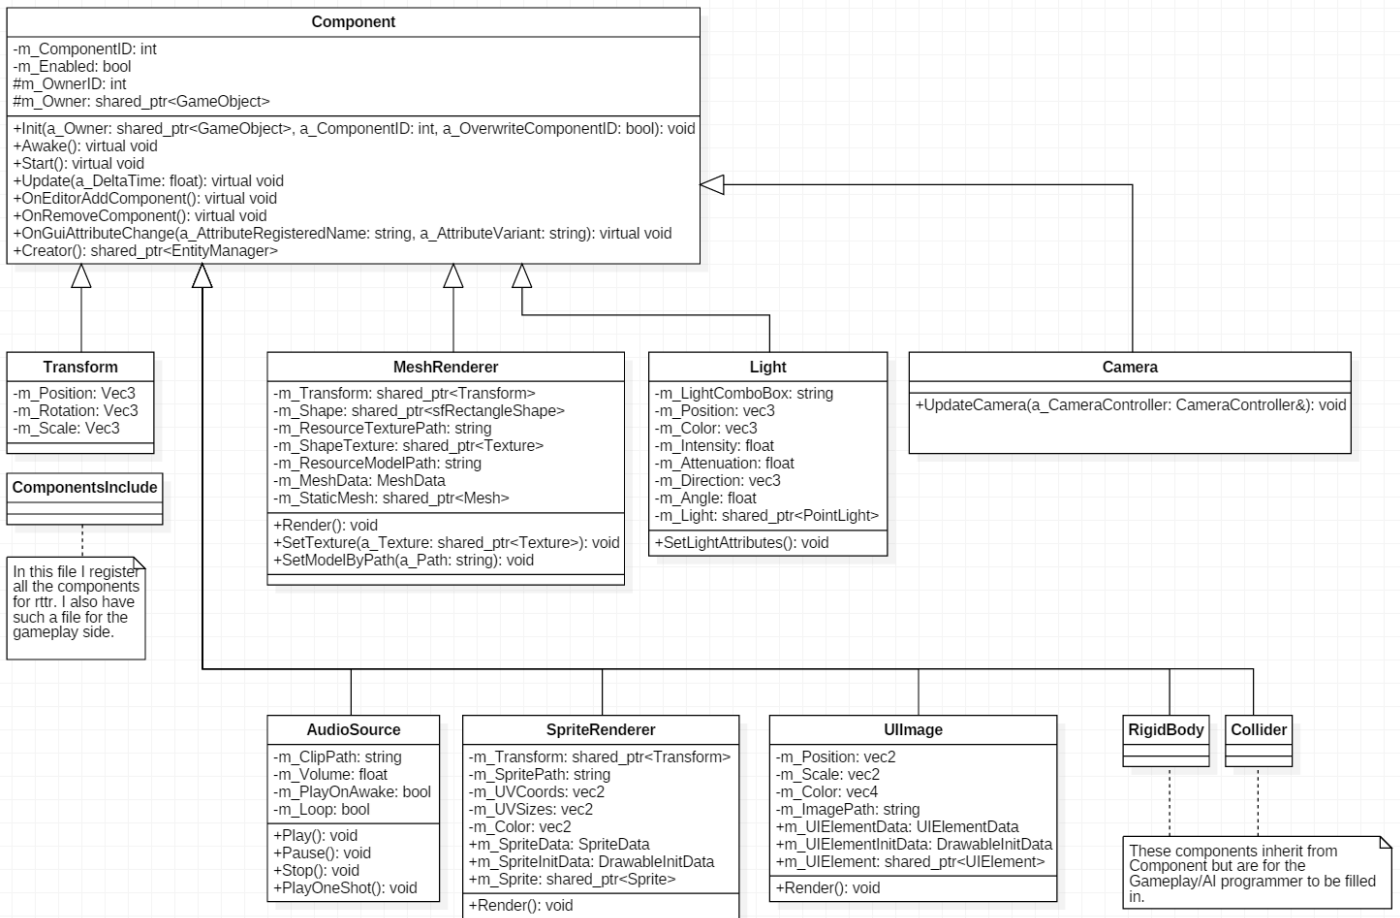 Component
-m_ComponentID: int
-m_Enabled: bool
#m_OwnerID: int
#m_Owner: shared_ptr<GameObject>
+Init(a_Owner: shared_ptr<GameObject>, a_ComponentID: int, a_OverwriteComponentID: bool): void
+Awake(): virtual void
+Start(): virtual void
+Update(a_DeltaTime: float): virtual void
+OnEditorAddComponent(): virtual void
+OnRemoveComponent(): virtual void
+OnGuiAttributeChange(a_AttributeRegisteredName: string, a_AttributeVariant: string): virtual void
+Creator(): shared_ptr<EntityManager>
Transform
-m_Position: Vec3
-m_Rotation: Vec3
-m_Scale: Vec3
ComponentsInclude
In this file I register
all the components
for rttr. I also have
such a file for the
gameplay side.
MeshRenderer
-m_Transform: shared_ptr<Transform>
-m_Shape: shared_ptr<sfRectangleShape>
-m_ResourceTexturePath: string
-m_ShapeTexture: shared_ptr<Texture>
-m_ResourceModelPath: string
-m_MeshData: MeshData
-m_StaticMesh: shared_ptr<Mesh>
+Render(): void
+SetTexture(a_Texture: shared_ptr<Texture>): void
+SetModelByPath(a_Path: string): void
Light
-m_LightComboBox: string
-m_Position: vec3
-m_Color: vec3
-m_Intensity: float
-m_Attenuation: float
-m_Direction: vec3
-m_Angle: float
-m_Light: shared_ptr<PointLight>
+SetLightAttributes(): void
Camera
+UpdateCamera(a_CameraController: CameraController&): void
AudioSource
-m_ClipPath: string
-m_Volume: float
-m_PlayOnAwake: bool
-m_Loop: bool
+Play(): void
+Pause(): void
+Stop(): void
+PlayOneShot(): void
SpriteRenderer
-m_Transform: shared_ptr<Transform>
-m_SpritePath: string
-m_UVCoords: vec2
-m_UVSizes: vec2
-m_Color: vec2
+m_SpriteData: SpriteData
+m_SpriteInitData: DrawableInitData
+m_Sprite: shared_ptr<Sprite>
+Render(): void
UIImage
-m_Position: vec2
-m_Scale: vec2
-m_Color: vec4
-m_ImagePath: string
+m_UIElementData: UIElementData
+m_UIElementInitData: DrawableInitData
+m_UIElement: shared_ptr<UIElement>
+Render(): void
RigidBody
Collider
These components inherit from
Component but are for the
Gameplay/AI programmer to be filled
in.